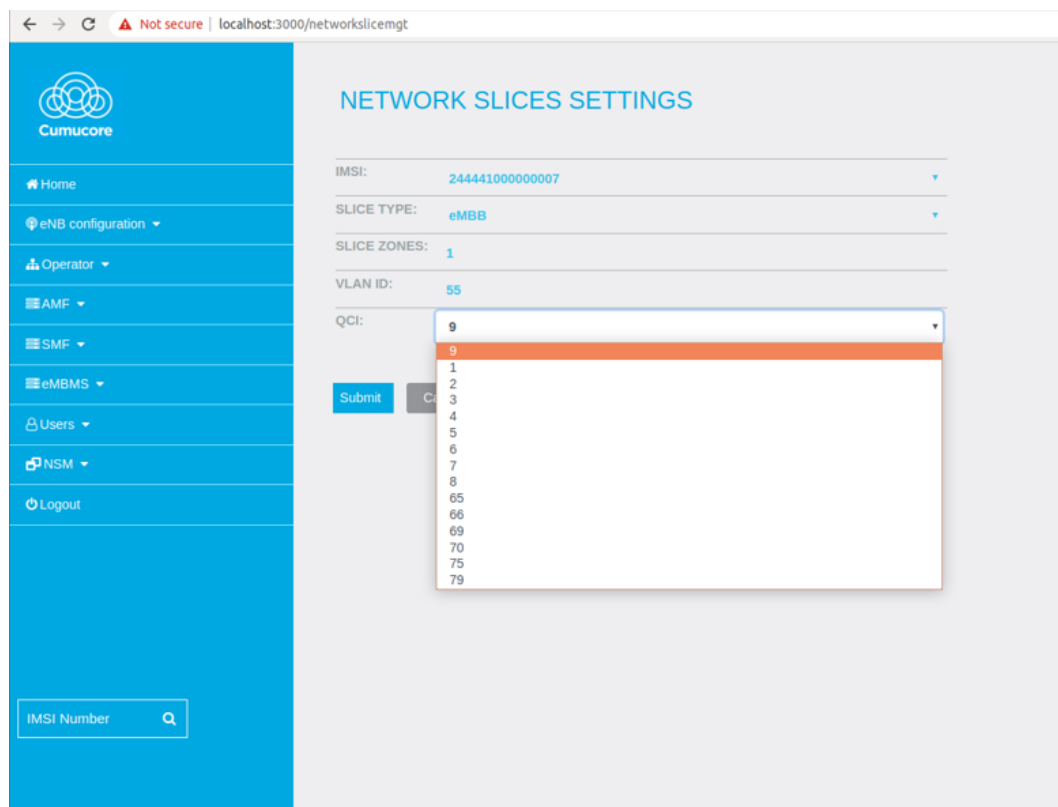 Not secure | localhost:3000/networkslicemgt
Cumucore
Home
eNB configuration
Operator
AMF
SMF
eMBMS
Users
NSM
Logout
IMSI Number
NETWORK SLICES SETTINGS
IMSI: 244441000000007
SLICE TYPE: eMBB
SLICE ZONES: 1
VLAN ID: 55
QCI: 9
9
1
2
3
4
5
6
7
8
65
66
69
70
75
79
Submit